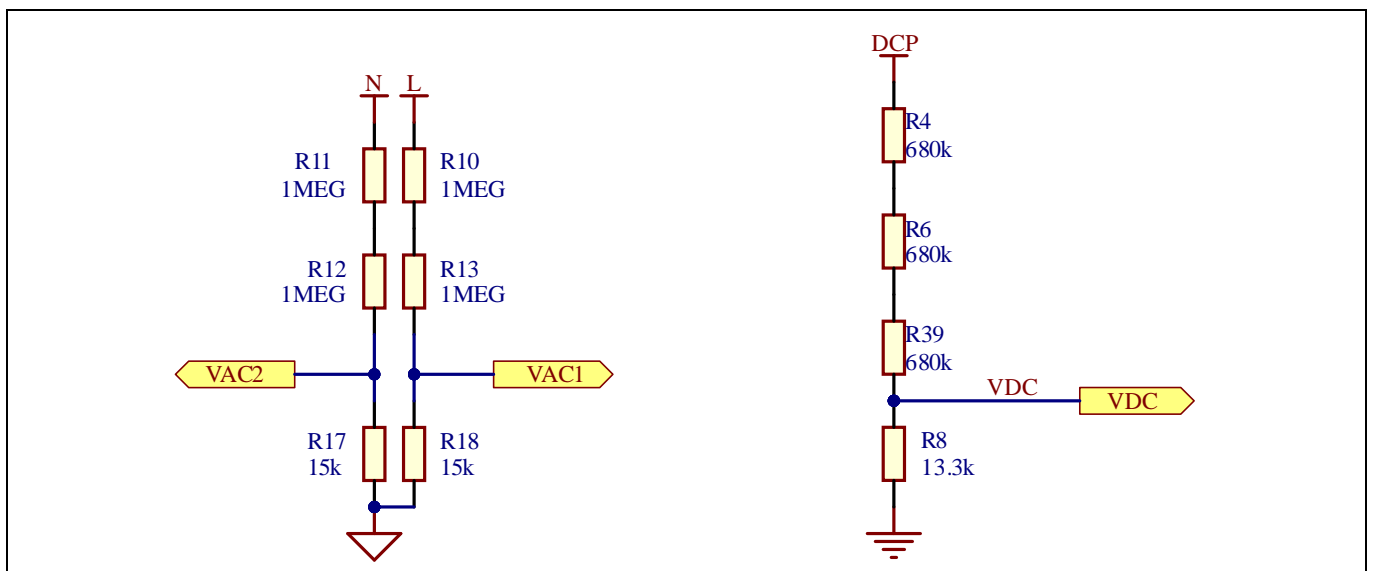 N L
R11
1MEG
R10
1MEG
R12
1MEG
R13
1MEG
VAC2
VAC1
R17
15k
R18
15k
DCP
R4
680k
R6
680k
R39
680k
VDC
VDC
R8
13.3k